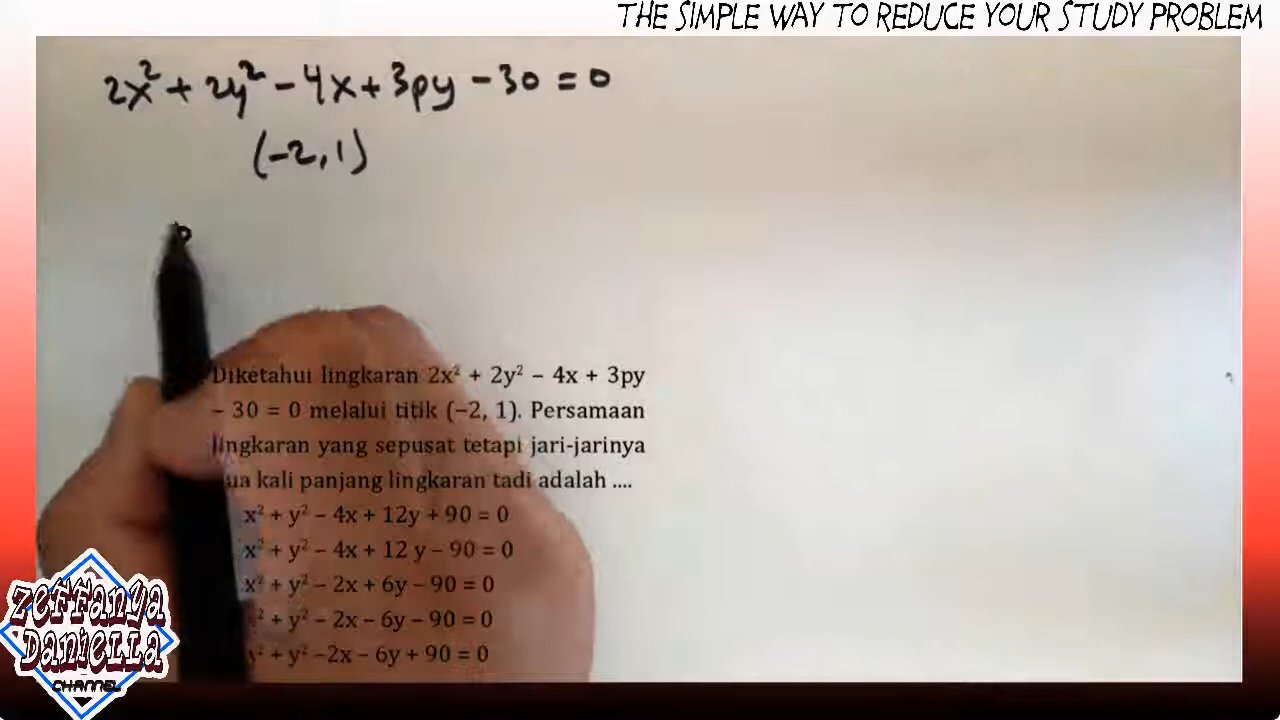 THE SIMPLE WAY TO REDUCE YOUR STUDY PROBLEM
2x² + 2y² - 4x + 3py - 30 = 0
(-2, 1)
Diketahui lingkaran 2x² + 2y² – 4x + 3py
– 30 = 0 melalui titik (–2, 1). Persamaan
lingkaran yang sepusat tetapi jari-jarinya
kali panjang lingkaran tadi adalah ....
x² + y² – 4x + 12y + 90 = 0
x² + y² – 4x + 12 y – 90 = 0
x² + y² – 2x + 6y – 90 = 0
+ y² – 2x – 6y – 90 = 0
x² + y² –2x – 6y + 90 = 0
Zeffanya
Daniella
CHANNEL